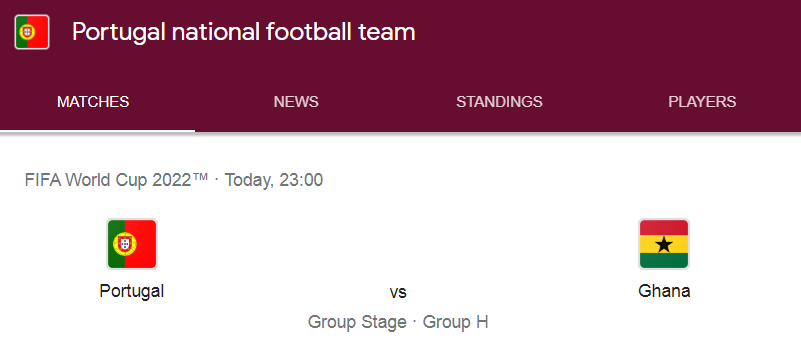 Portugal national football team
MATCHES NEWS STANDINGS PLAYERS
FIFA World Cup 2022™ · Today, 23:00
Portugal vs Ghana
Group Stage · Group H